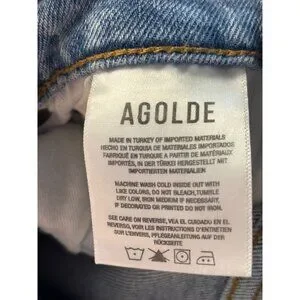 AGOLDE
MADE IN TURKEY OF IMPORTED MATERIALS
HECHO EN TURQUIA DE MATERIALES IMPORTADOS
FABRIQUÉ EN TURQUIE A PARTIR DE MATÉRIAUX
IMPORTÉS, IN DER TÜRKEI HERGESTELLT MIT
IMPORTIERTEN MATERIALIEN
MACHINE WASH COLD INSIDE OUT WITH
LIKE COLORS, DO NOT BLEACH, TUMBLE
DRY LOW, IRON MEDIUM IF NECESSARY,
IF DECORATED OR PRINTED DO NOT IRON.
SEE CARE ON REVERSE, VEA EL CUIDADO EN EL
REVERSO, VOIR LES INSTRUCTIONS D'ENTRETIEN
AU VERSO, PFLEGEANLEITUNG AUF DER
RÜCKSEITE